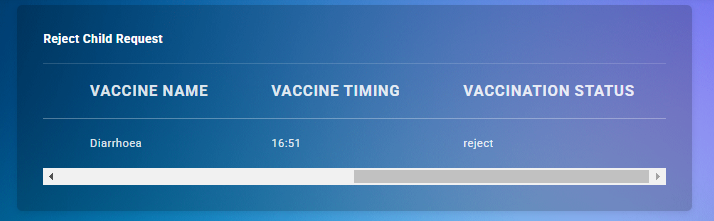 Reject Child Request
VACCINE NAME VACCINE TIMING VACCINATION STATUS
Diarrhoea 16:51 reject